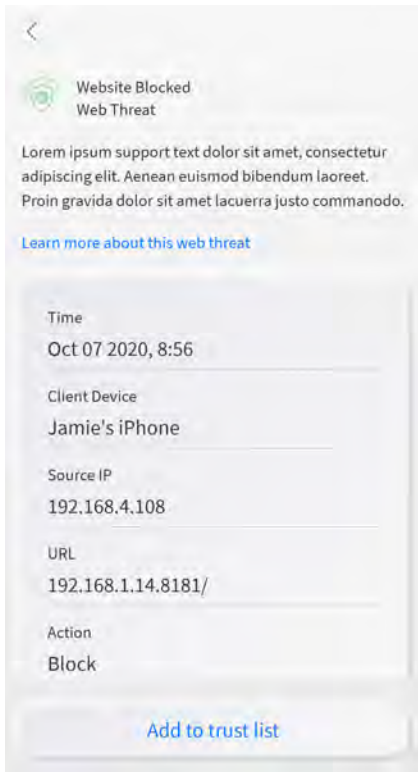 Website Blocked
Web Threat
Lorem ipsum support text dolor sit amet, consectetur
adipiscing elit. Aenean euismod bibendum laoreet.
Proin gravida dolor sit amet lacuerra justo commanodo.
Learn more about this web threat
Time
Oct 07 2020, 8:56
Client Device
Jamie's iPhone
Source IP
192.168.4.108
URL
192.168.1.14.8181/
Action
Block
Add to trust list